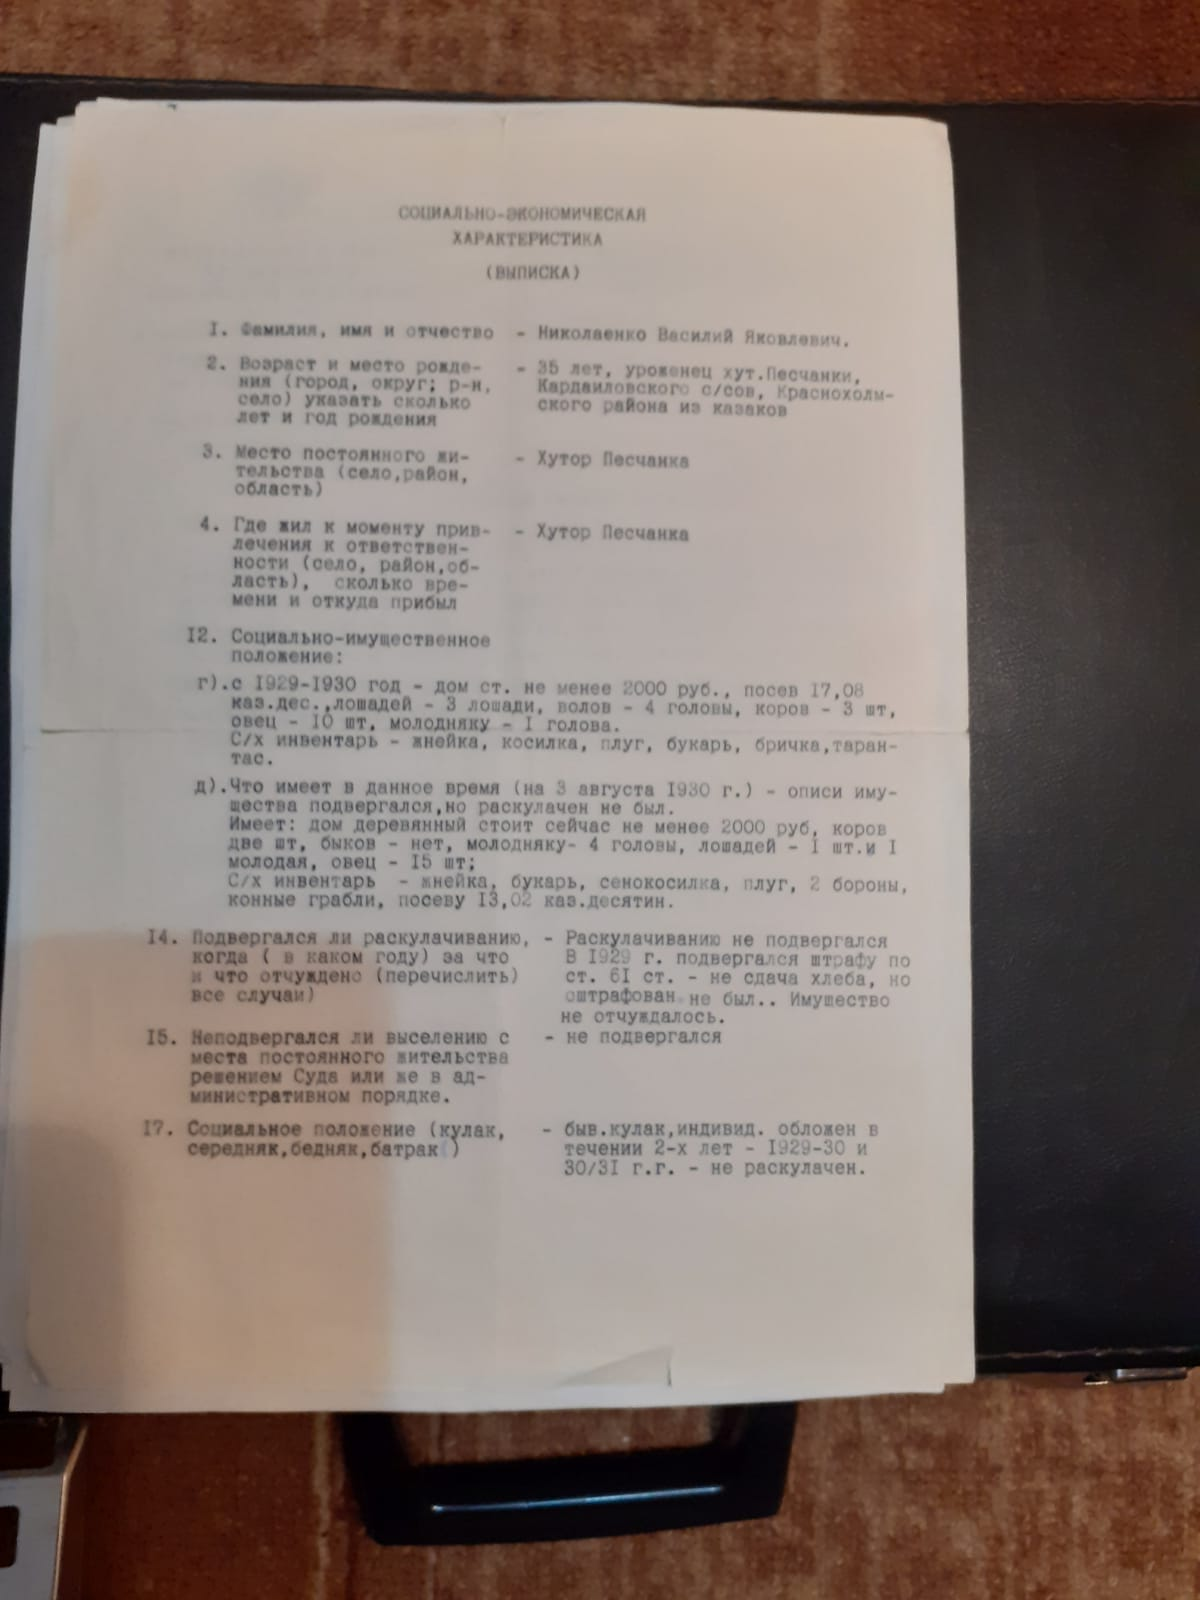 СОЦИАЛЬНО-ЭКОНОМИЧЕСКАЯ
ХАРАКТЕРИСТИКА
(ВЫПИСКА)
I. Фамилия, имя и отчество - Николаенко Василий Яковлевич.
2. Возраст и место рожде- - 35 лет, уроженец хут.Песчанки,
ния (город, округ; р-н, Кардаиловского с/сов, Краснохолм-
село) указать сколько ского района из казаков
лет и год рождения
3. Место постоянного жи- - Хутор Песчанка
тельства (село,район,
область)
4. Где жил к моменту прив- - Хутор Песчанка
лечения к ответствен-
ности (село, район,об-
ласть), сколько вре-
мени и откуда прибыл
I2. Социально-имущественное
положение:
г).с I929-I930 год - дом ст. не менее 2000 руб., посев I7,08
каз.дес.,лошадей - 3 лошади, волов - 4 головы, коров - 3 шт,
овец - I0 шт, молодняку - I голова.
С/х инвентарь - жнейка, косилка, плуг, букарь, бричка,таран-
тас.
д).Что имеет в данное время (на 3 августа I930 г.) - описи иму-
щества подвергался,но раскулачен не был.
Имеет: дом деревянный стоит сейчас не менее 2000 руб, коров
две шт, быков - нет, молодняку- 4 головы, лошадей - I шт.и I
молодая, овец - I5 шт;
С/х инвентарь - жнейка, букарь, сенокосилка, плуг, 2 бороны,
конные грабли, посеву I3,02 каз.десятин.
I4. Подвергался ли раскулачиванию, - Раскулачиванию не подвергался
когда ( в каком году) за что В I929 г. подвергался штрафу по
и что отчуждено (перечислить) ст. 6I ст. - не сдача хлеба, но
все случаи) оштрафован не был.. Имущество
не отчуждалось.
I5. Неподвергался ли выселению с - не подвергался
места постоянного жительства
решением Суда или же в ад-
министративном порядке.
I7. Социальное положение (кулак, - быв.кулак,индивид. обложен в
середняк,бедняк,батрак() течении 2-х лет - I929-30 и
30/3I г.г. - не раскулачен.